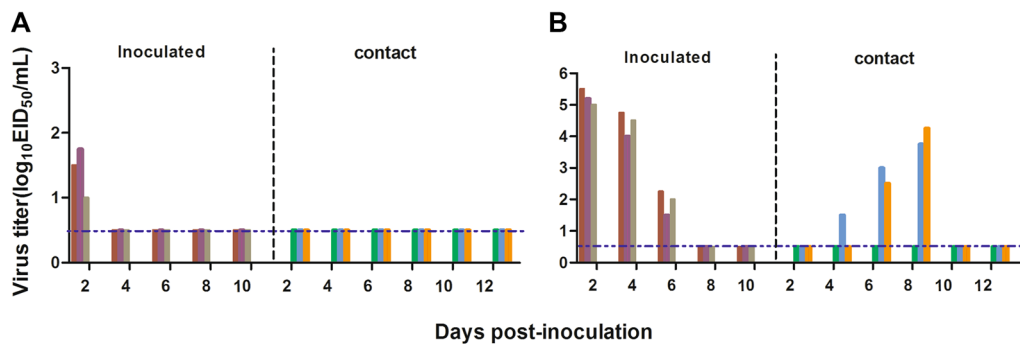 A
Inoculated
contact
Virus titer(log10EID50/mL)
3
2
1
0
2 4 6 8 10 2 4 6 8 10 12
B
Inoculated
contact
6
5
4
3
2
1
0
2 4 6 8 10 2 4 6 8 10 12
Days post-inoculation